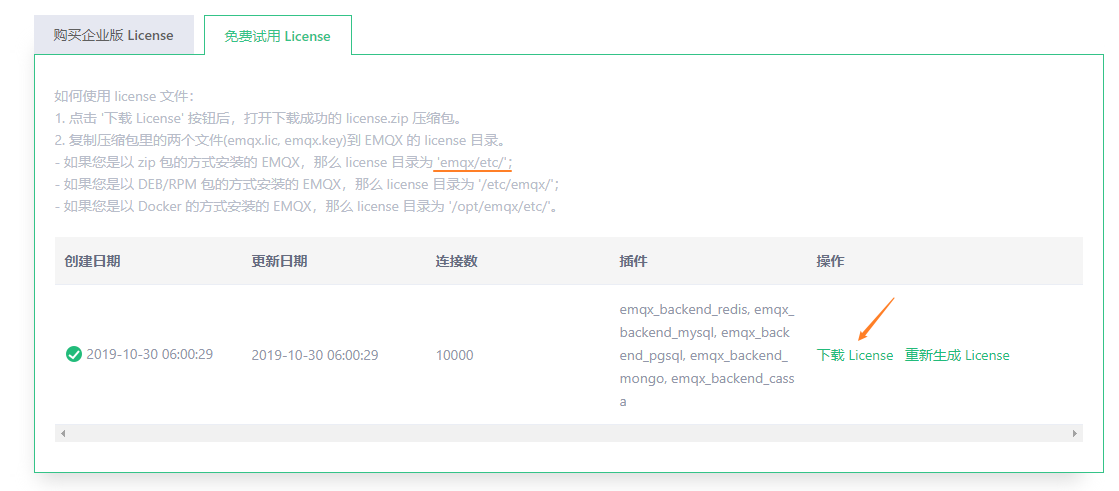 购买企业版 License
免费试用 License
如何使用 license 文件：
1. 点击 '下载 License' 按钮后，打开下载成功的 license.zip 压缩包。
2. 复制压缩包里的两个文件(emqx.lic, emqx.key)到 EMQX 的 license 目录。
- 如果您是以 zip 包的方式安装的 EMQX，那么 license 目录为 'emqx/etc/'；
- 如果您是以 DEB/RPM 包的方式安装的 EMQX，那么 license 目录为 '/etc/emqx/'；
- 如果您是以 Docker 的方式安装的 EMQX，那么 license 目录为 '/opt/emqx/etc/'。
创建日期 更新日期 连接数 插件 操作
2019-10-30 06:00:29 2019-10-30 06:00:29 10000
emqx_backend_redis, emqx_
backend_mysql, emqx_back
end_pgsql, emqx_backend_
mongo, emqx_backend_cass
a
下载 License 重新生成 License